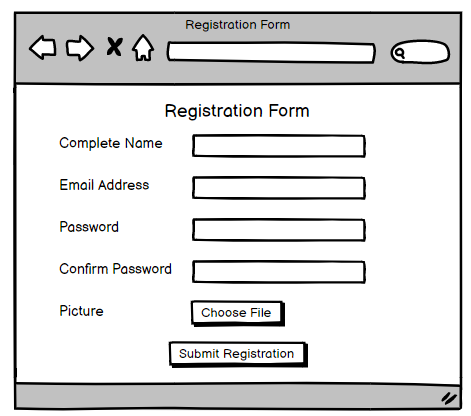 Registration Form
Registration Form
Complete Name
Email Address
Password
Confirm Password
Picture Choose File
Submit Registration